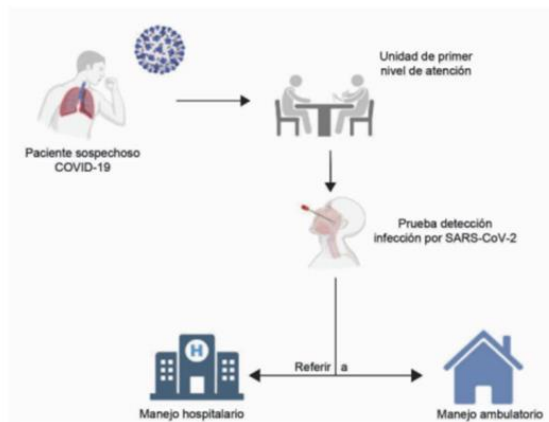 Unidad de primer
nivel de atención
Paciente sospechoso
COVID-19
Prueba detección
infección por SARS-CoV-2
H
Referir a
Manejo hospitalario
Manejo ambulatorio